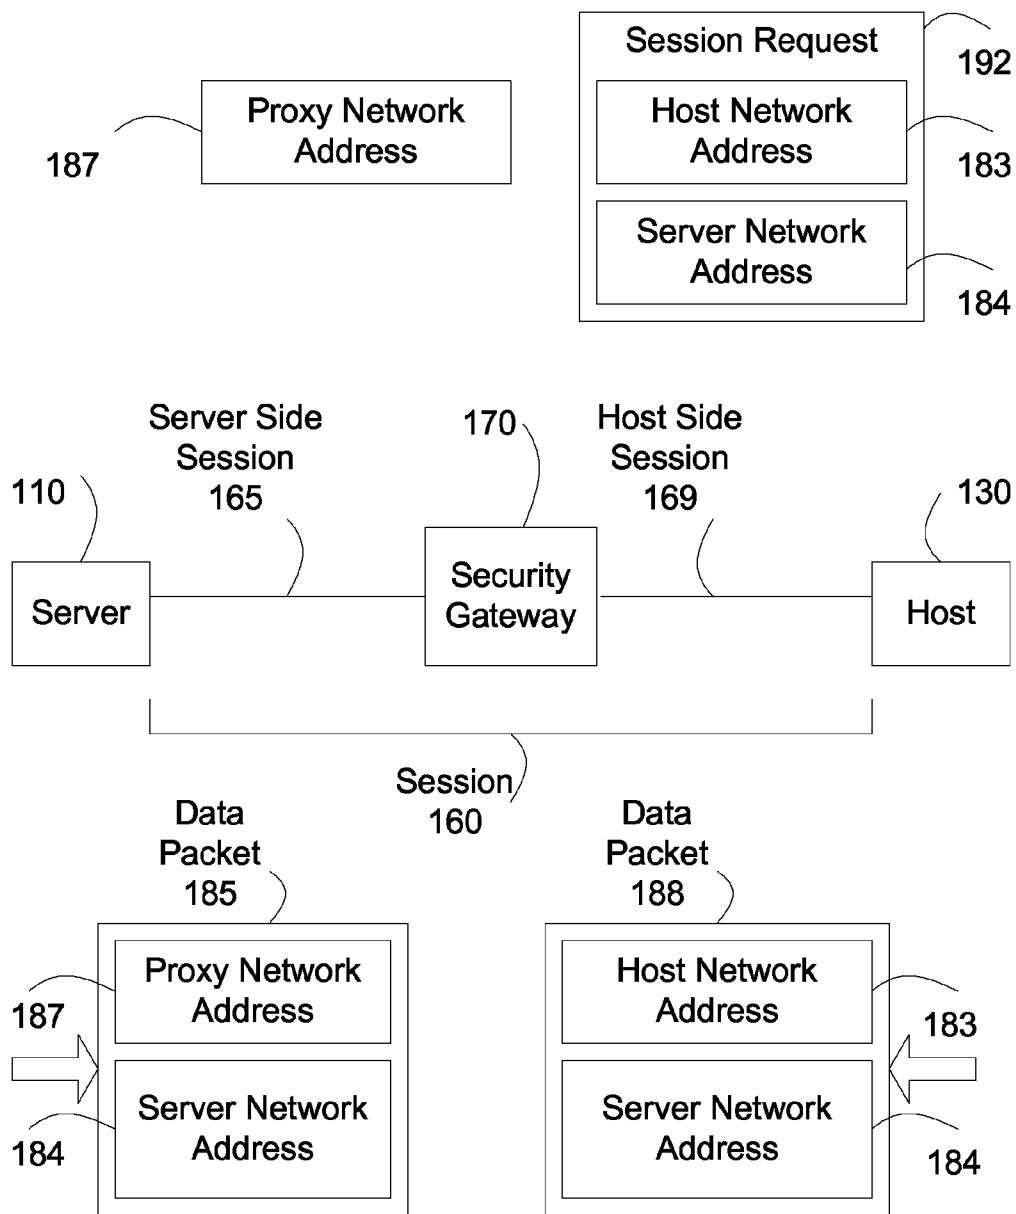 Session Request
192
Proxy Network
Address
187
Host Network
Address
183
Server Network
Address
184
Server Side
Session
165
170
Host Side
Session
169
110
130
Server
Security
Gateway
Host
Session
160
Data
Packet
185
Data
Packet
188
Proxy Network
Address
187
Server Network
Address
184
Host Network
Address
183
Server Network
Address
184